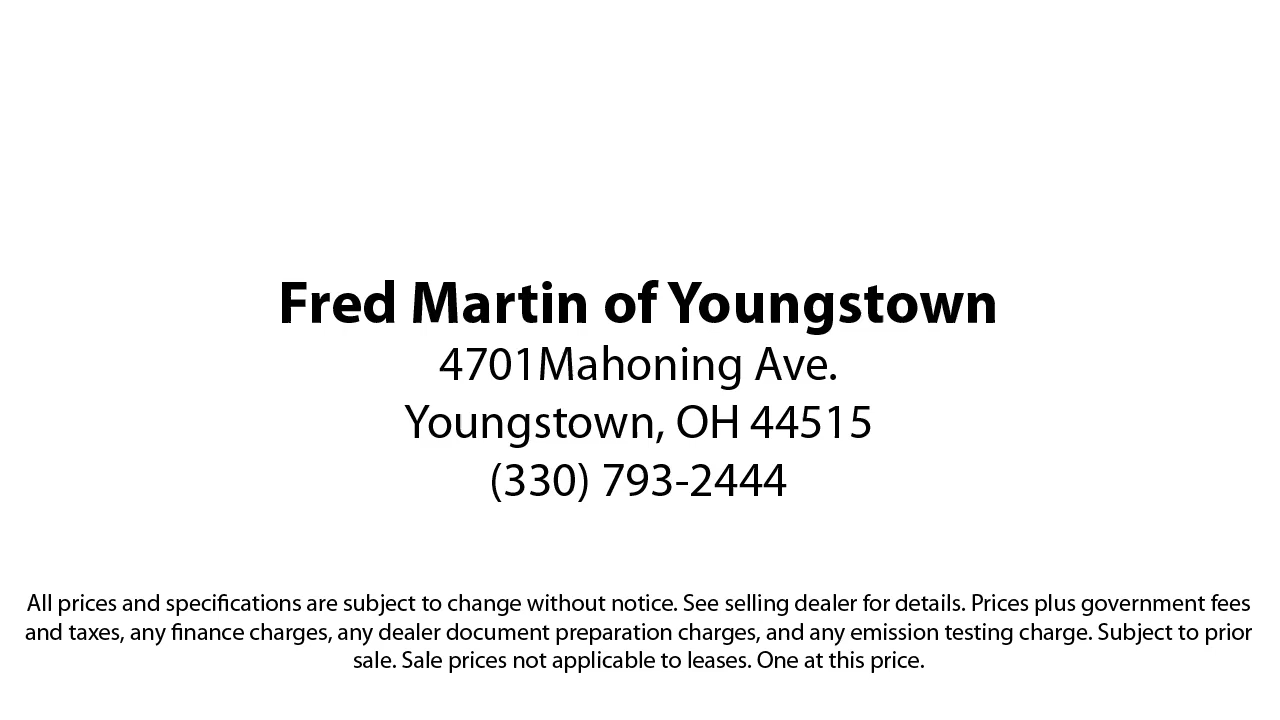 Fred Martin of Youngstown
4701Mahoning Ave.
Youngstown, OH 44515
(330) 793-2444
All prices and specifications are subject to change without notice. See selling dealer for details. Prices plus government fees
and taxes, any finance charges, any dealer document preparation charges, and any emission testing charge. Subject to prior
sale. Sale prices not applicable to leases. One at this price.